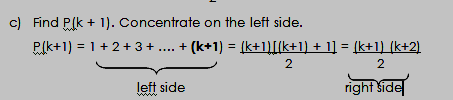 c) Find P(k + 1). Concentrate on the left side.
P(k+1) = 1 + 2 + 3 + .... + (k+1) = (k+1)[(k+1) + 1] = (k+1) (k+2)
2 2
left side right side